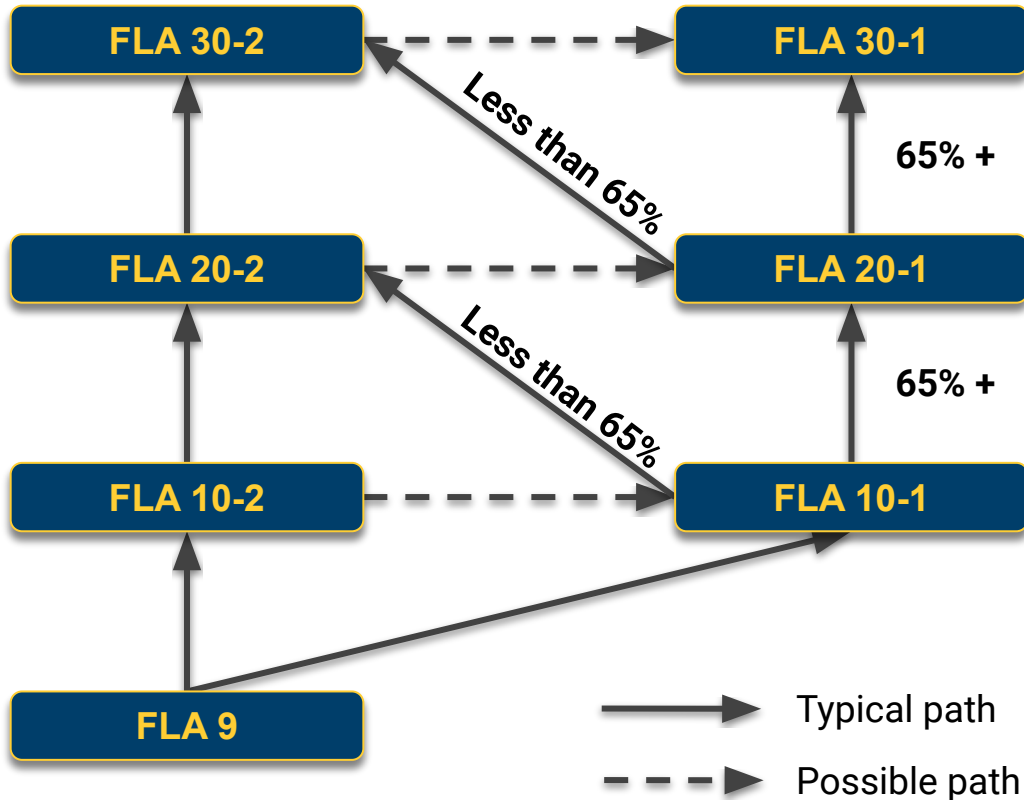 FLA 30-2
FLA 30-1
Less than 65%
65% +
FLA 20-2
FLA 20-1
Less than 65%
65% +
FLA 10-2
FLA 10-1
FLA 9
Typical path
Possible path